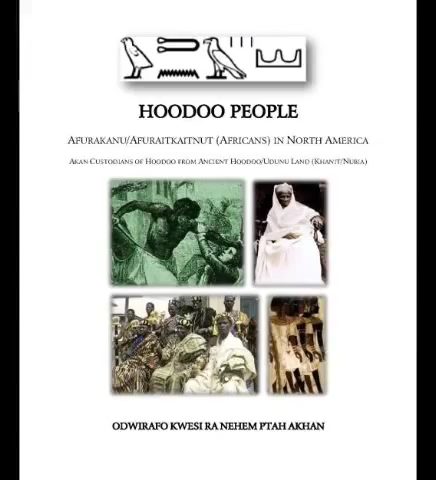 HOODOO PEOPLE
AFURAKANU/AFURAITKAITNUT (AFRICANS) IN NORTH AMERICA
AKAN CUSTODIANS OF HOODOO FROM ANCIENT HOODOO/UDUNU LAND (KHANIT/NUBIA)
ODWIRAFO KWESI RA NEHEM PTAH AKHAN